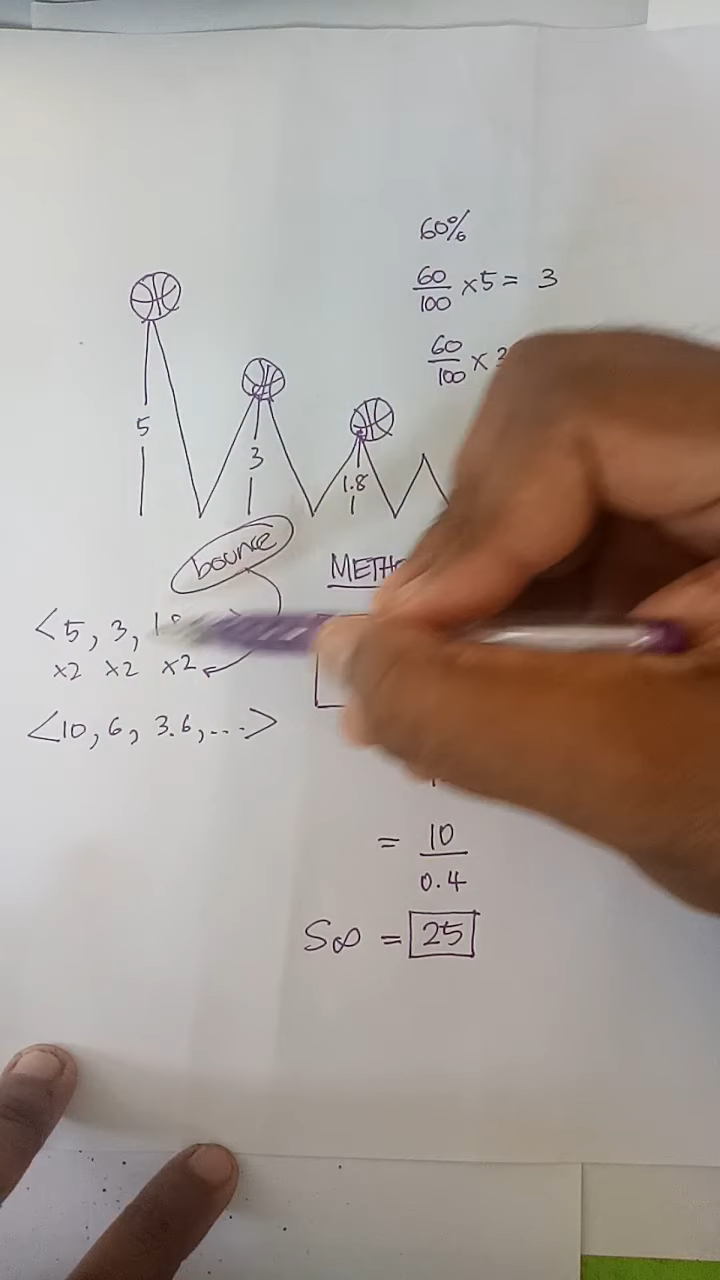 60%
60/100 ×5 = 3
60/100 ×
5
3
1.8
bounce
<5, 3,
×2 ×2 ×2
<10, 6, 3.6, ...>
= 10/0.4
S∞ = 25